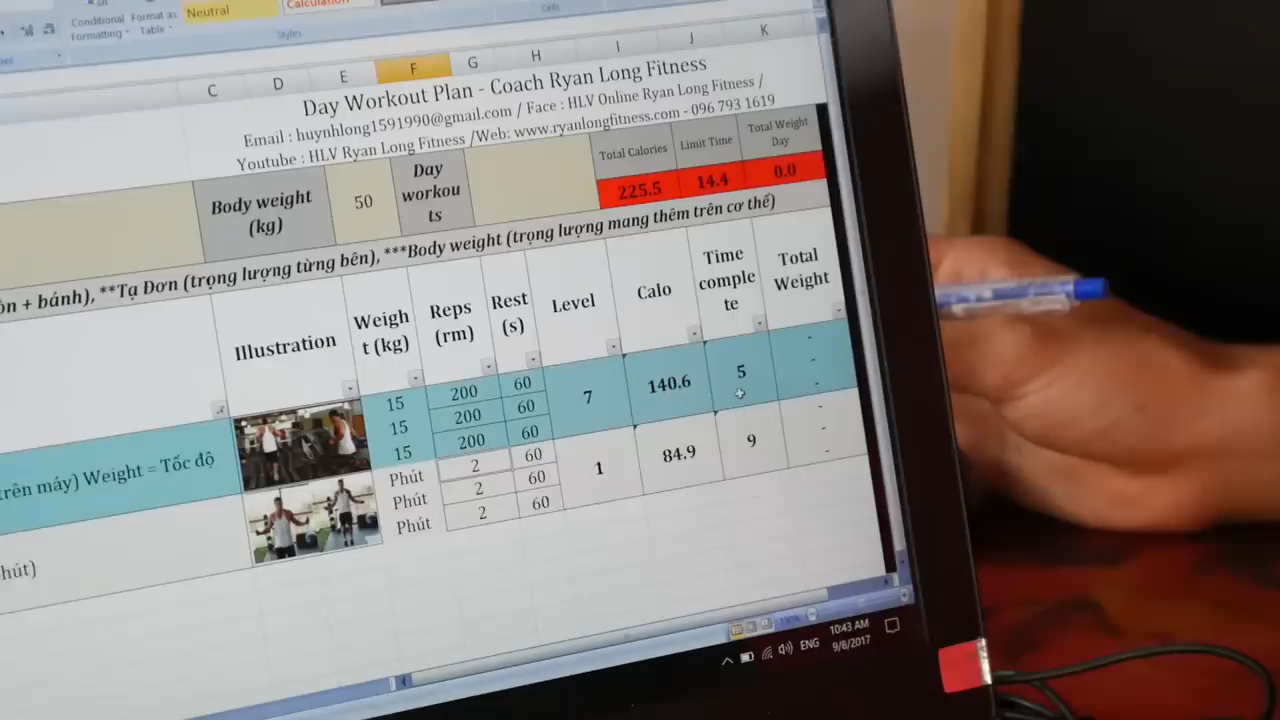 Neutral
Calculation
Conditional Formatting
Format as Table
Styles
Cells
C D E F G H I J K
Day Workout Plan - Coach Ryan Long Fitness
Email : huynhlong1591990@gmail.com / Face : HLV Online Ryan Long Fitness /
Youtube : HLV Ryan Long Fitness /Web: www.ryanlongfitness.com - 096 793 1619
Body weight (kg) 50 Day workouts
Total Calories Limit Time Total Weight Day
225.5 14.4 0.0
òn + bánh), **Tạ Đơn (trọng lượng từng bên), ***Body weight (trọng lượng mang thêm trên cơ thể)
Illustration Weight (kg) Reps (rm) Rest (s) Level Calo Time complete Total Weight
trên máy) Weight = Tốc độ
15 200 60 7 140.6 5 -
15 200 60 -
15 200 60 -
hút)
Phút 2 60 1 84.9 9 -
Phút 2 60 -
Phút 2 60 -
100%
ENG
10:43 AM
9/8/2017